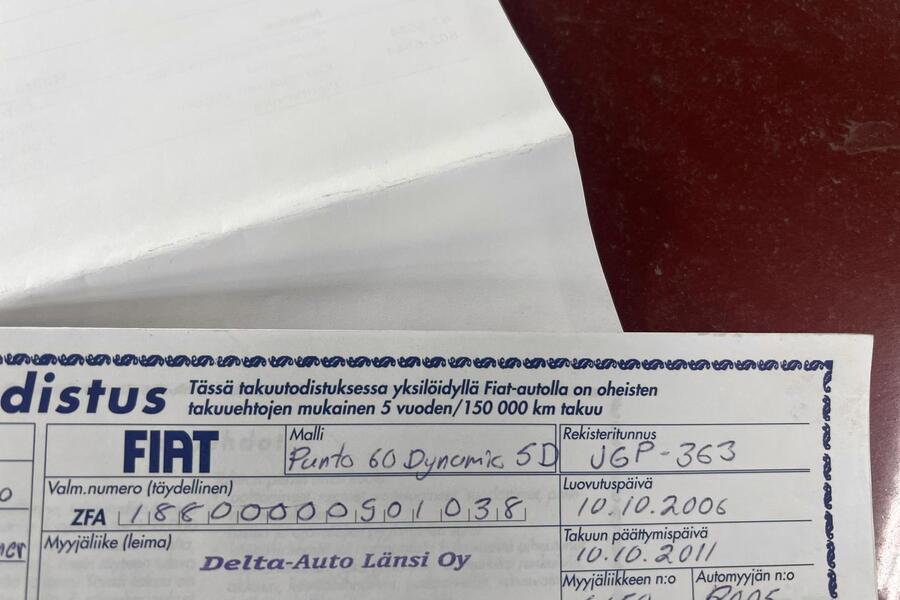 distus
Tässä takuutodistuksessa yksilöidyllä Fiat-autolla on oheisten
takuuehtojen mukainen 5 vuoden/150 000 km takuu
FIAT
Malli
Punto 60 Dynamic 5D
Rekisteritunnus
JGP-363
Valm.numero (täydellinen)
ZFA 18800000901038
Luovutuspäivä
10.10.2006
Myyjäliike (leima)
Delta-Auto Länsi Oy
Takuun päättymispäivä
10.10.2011
Myyjäliikkeen n:o
Automyyjän n:o